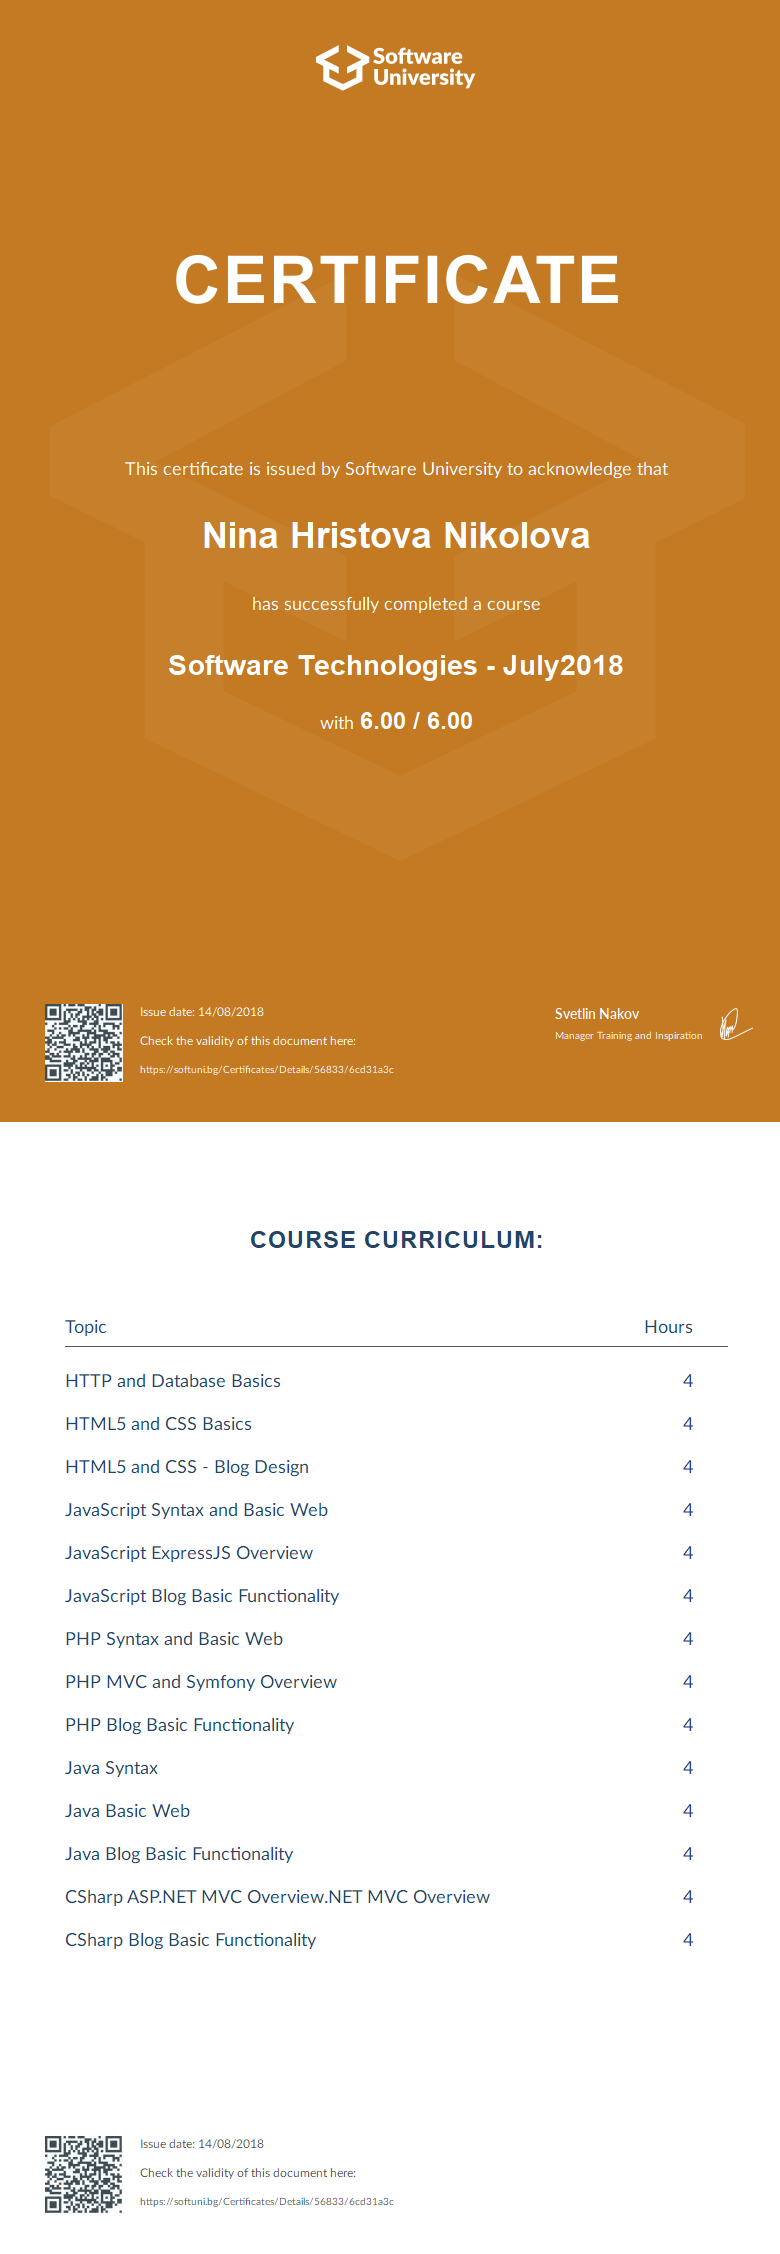 Software
University
CERTIFICATE
This certificate is issued by Software University to acknowledge that
Nina Hristova Nikolova
has successfully completed a course
Software Technologies - July2018
with 6.00 / 6.00
Issue date: 14/08/2018
Check the validity of this document here:
https://softuni.bg/Certificates/Details/56833/6cd31a3c
Svetlin Nakov
Manager Training and Inspiration
COURSE CURRICULUM:
Topic Hours
HTTP and Database Basics 4
HTML5 and CSS Basics 4
HTML5 and CSS - Blog Design 4
JavaScript Syntax and Basic Web 4
JavaScript ExpressJS Overview 4
JavaScript Blog Basic Functionality 4
PHP Syntax and Basic Web 4
PHP MVC and Symfony Overview 4
PHP Blog Basic Functionality 4
Java Syntax 4
Java Basic Web 4
Java Blog Basic Functionality 4
CSharp ASP.NET MVC Overview.NET MVC Overview 4
CSharp Blog Basic Functionality 4
Issue date: 14/08/2018
Check the validity of this document here:
https://softuni.bg/Certificates/Details/56833/6cd31a3c